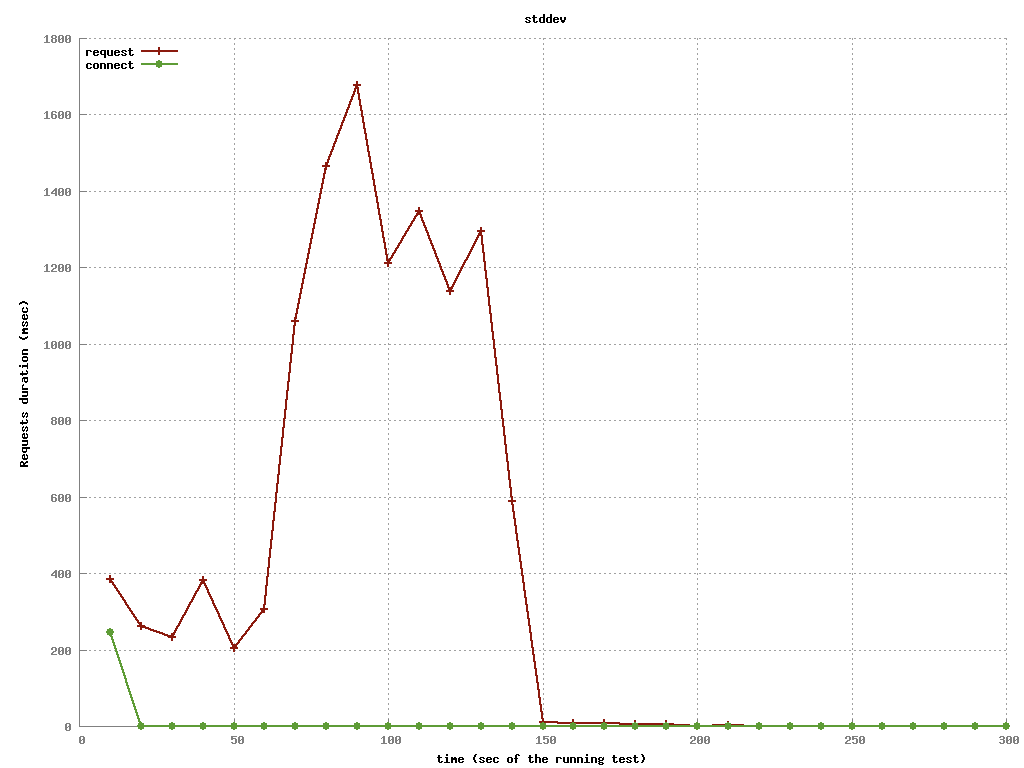 stddev
1800
request
connect
1600
1400
1200
Requests duration (msec)
1000
800
600
400
200
0
0 50 100 150 200 250 300
time (sec of the running test)